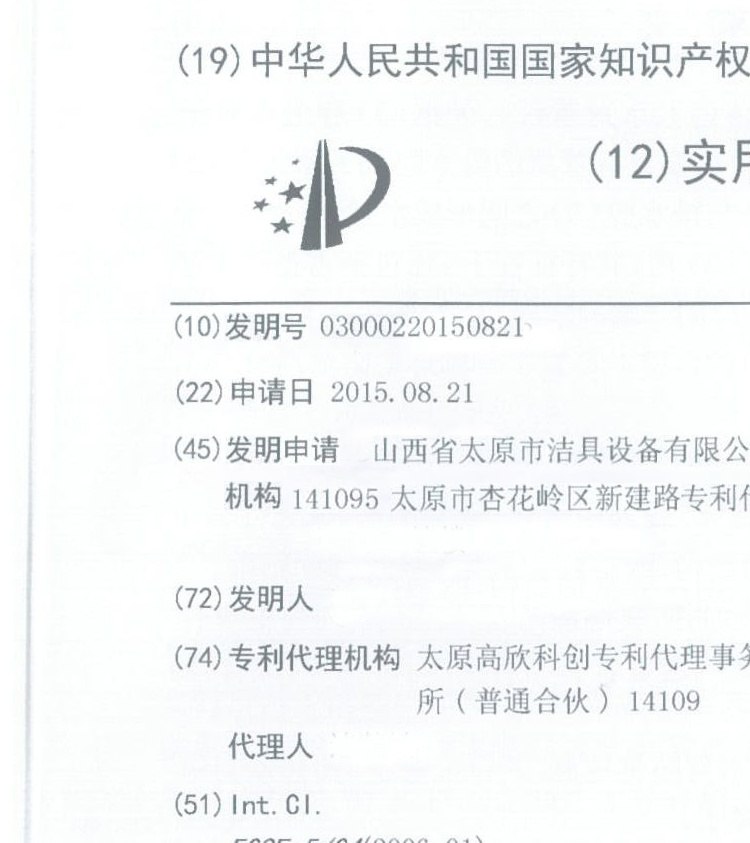 (19)中华人民共和国国家知识产权
(12)实用
(10)发明号 03000220150821
(22)申请日 2015.08.21
(45)发明申请 山西省太原市洁具设备有限公
机构 141095 太原市杏花岭区新建路专利代
(72)发明人
(74)专利代理机构 太原高欣科创专利代理事务
所(普通合伙)14109
代理人
(51)Int.Cl.